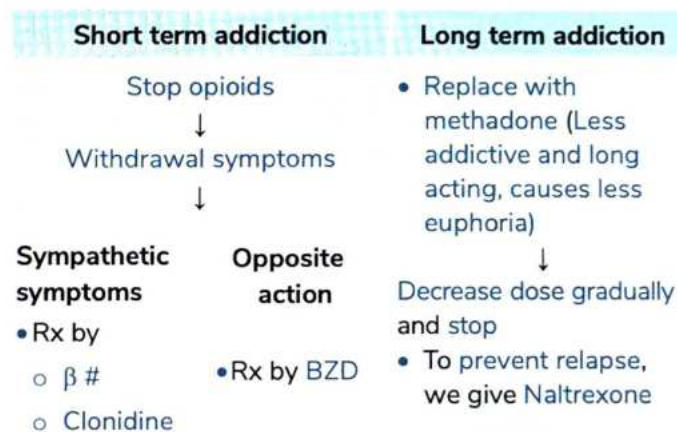 Short term addiction
Stop opioids
↓
Withdrawal symptoms
↓
Sympathetic
symptoms
• Rx by
○ β #
○ Clonidine
Opposite
action
• Rx by BZD
Long term addiction
• Replace with
methadone (Less
addictive and long
acting, causes less
euphoria)
↓
Decrease dose gradually
and stop
• To prevent relapse,
we give Naltrexone